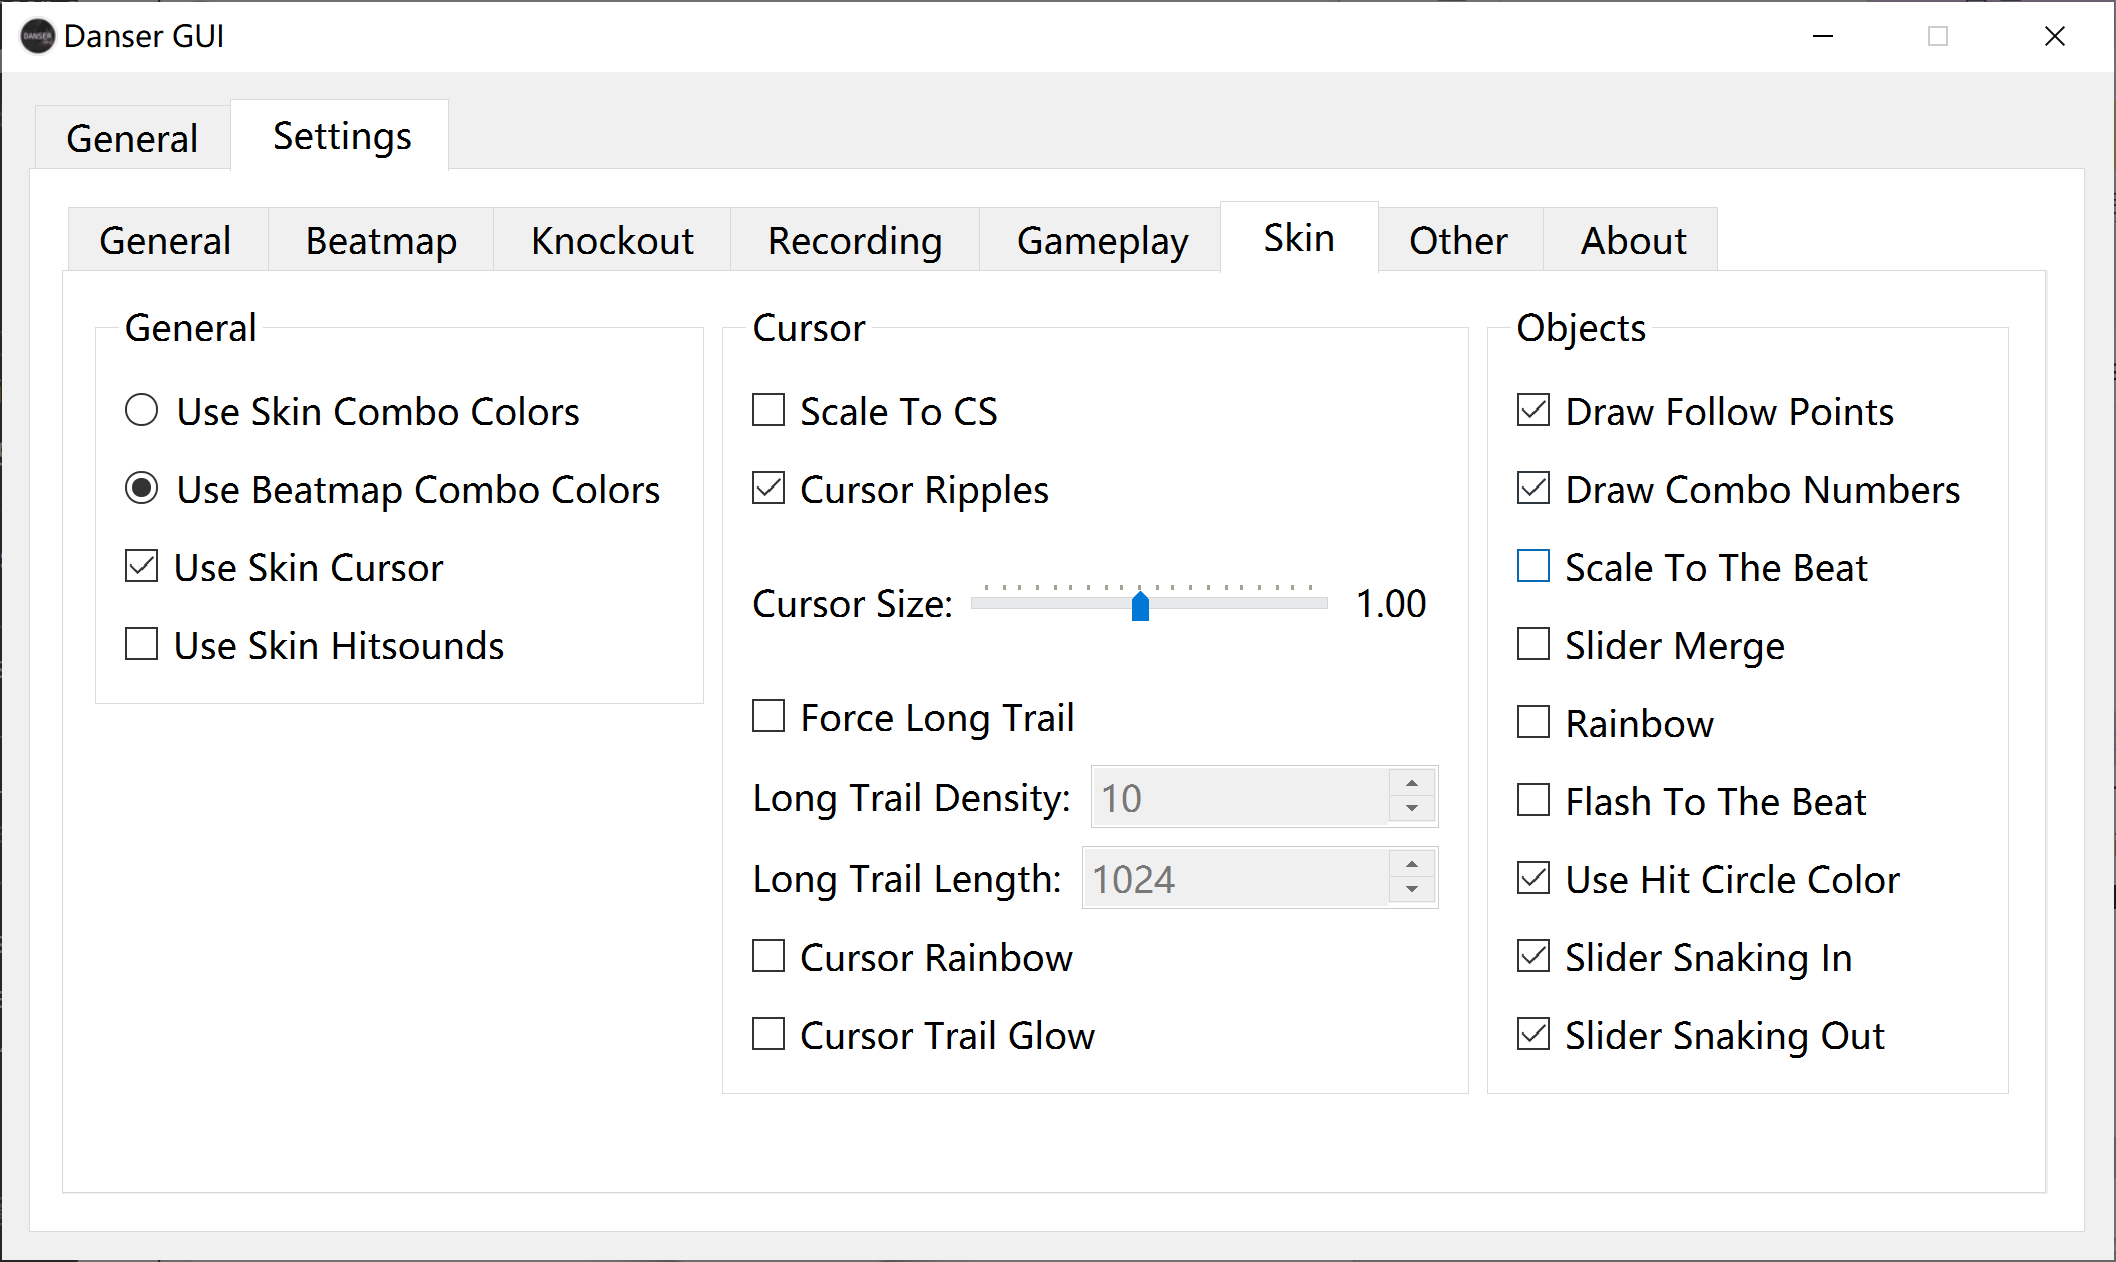 Danser GUI
General Settings
General Beatmap Knockout Recording Gameplay Skin Other About
General
Use Skin Combo Colors
Use Beatmap Combo Colors
Use Skin Cursor
Use Skin Hitsounds
Cursor
Scale To CS
Cursor Ripples
Cursor Size: 1.00
Force Long Trail
Long Trail Density: 10
Long Trail Length: 1024
Cursor Rainbow
Cursor Trail Glow
Objects
Draw Follow Points
Draw Combo Numbers
Scale To The Beat
Slider Merge
Rainbow
Flash To The Beat
Use Hit Circle Color
Slider Snaking In
Slider Snaking Out